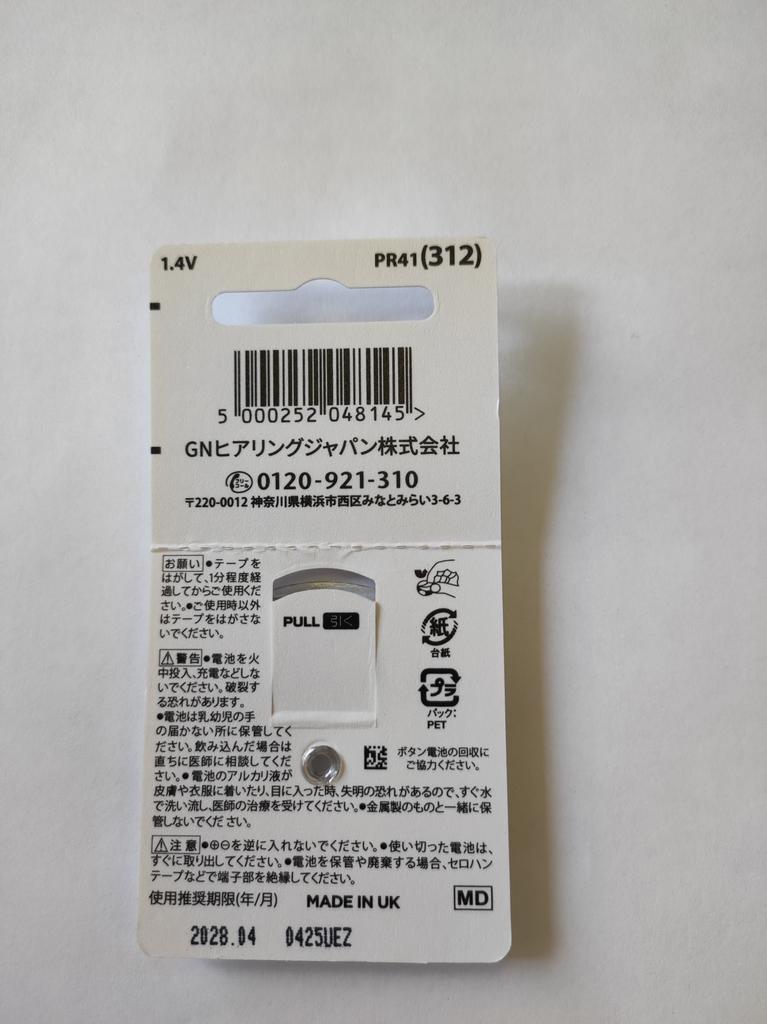 1.4V
PR41(312)
5 000252 048145 >
GNヒアリングジャパン株式会社
フリーコール 0120-921-310
〒220-0012 神奈川県横浜市西区みなとみらい3-6-3
お願い ●テープを
はがして、1分程度経
過してからご使用くだ
さい。●ご使用時以外
はテープをはがさな
いでください。
PULL 引く
⚠警告 ●電池を火
中投入、充電などしな
いでください。破裂す
る恐れがあります。
●電池は乳幼児の手
の届かない所に保管してく
ださい。飲み込んだ場合は
直ちに医師に相談してくだ
さい。●電池のアルカリ液が
皮膚や衣服に着いたり、目に入った時、失明の恐れがあるので、すぐ水
で洗い流し、医師の治療を受けてください。●金属製のものと一緒に保
管しないでください。
紙
台紙
プラ
パック:
PET
ボタン電池の回収に
ご協力ください。
⚠注意 ●⊕⊖を逆に入れないでください。●使い切った電池は、
すぐに取り出してください。●電池を保管や廃棄する場合、セロハン
テープなどで端子部を絶縁してください。
使用推奨期限(年/月) MADE IN UK MD
2028.04 0425UEZ